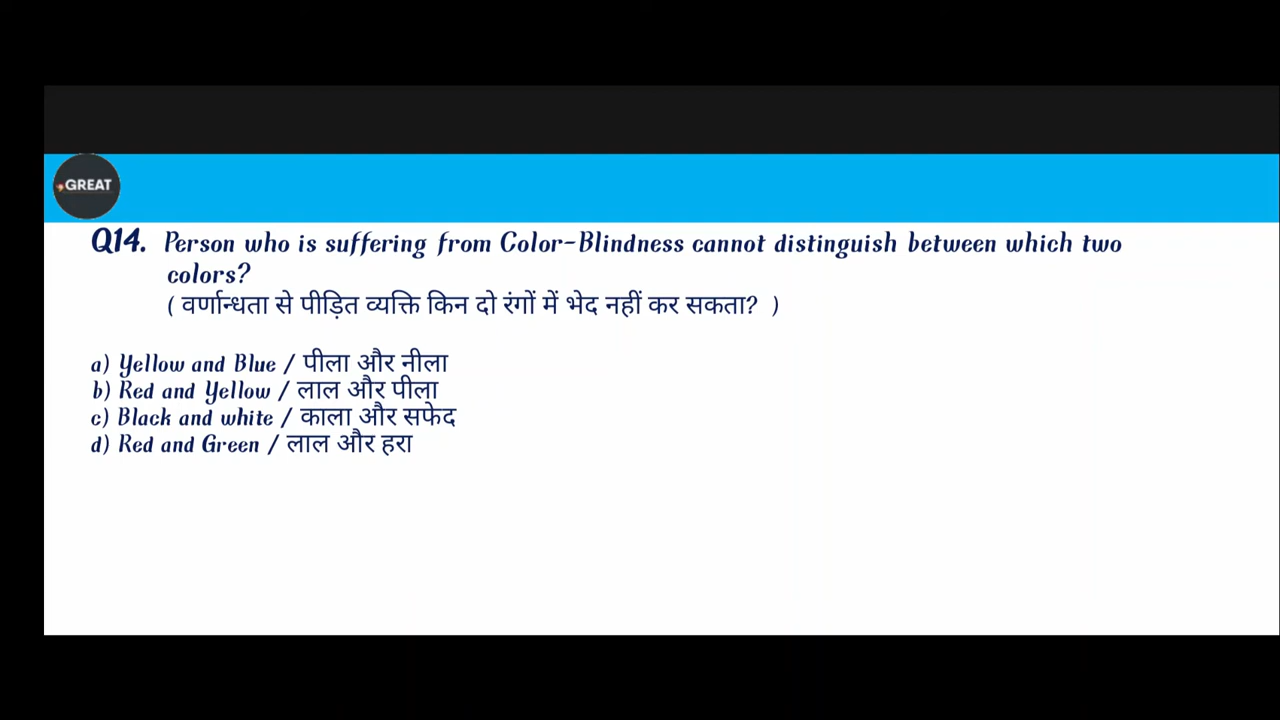 GREAT
Q14. Person who is suffering from Color-Blindness cannot distinguish between which two
colors?
( वर्णान्धता से पीड़ित व्यक्ति किन दो रंगों में भेद नहीं कर सकता? )
a) Yellow and Blue / पीला और नीला
b) Red and Yellow / लाल और पीला
c) Black and white / काला और सफेद
d) Red and Green / लाल और हरा